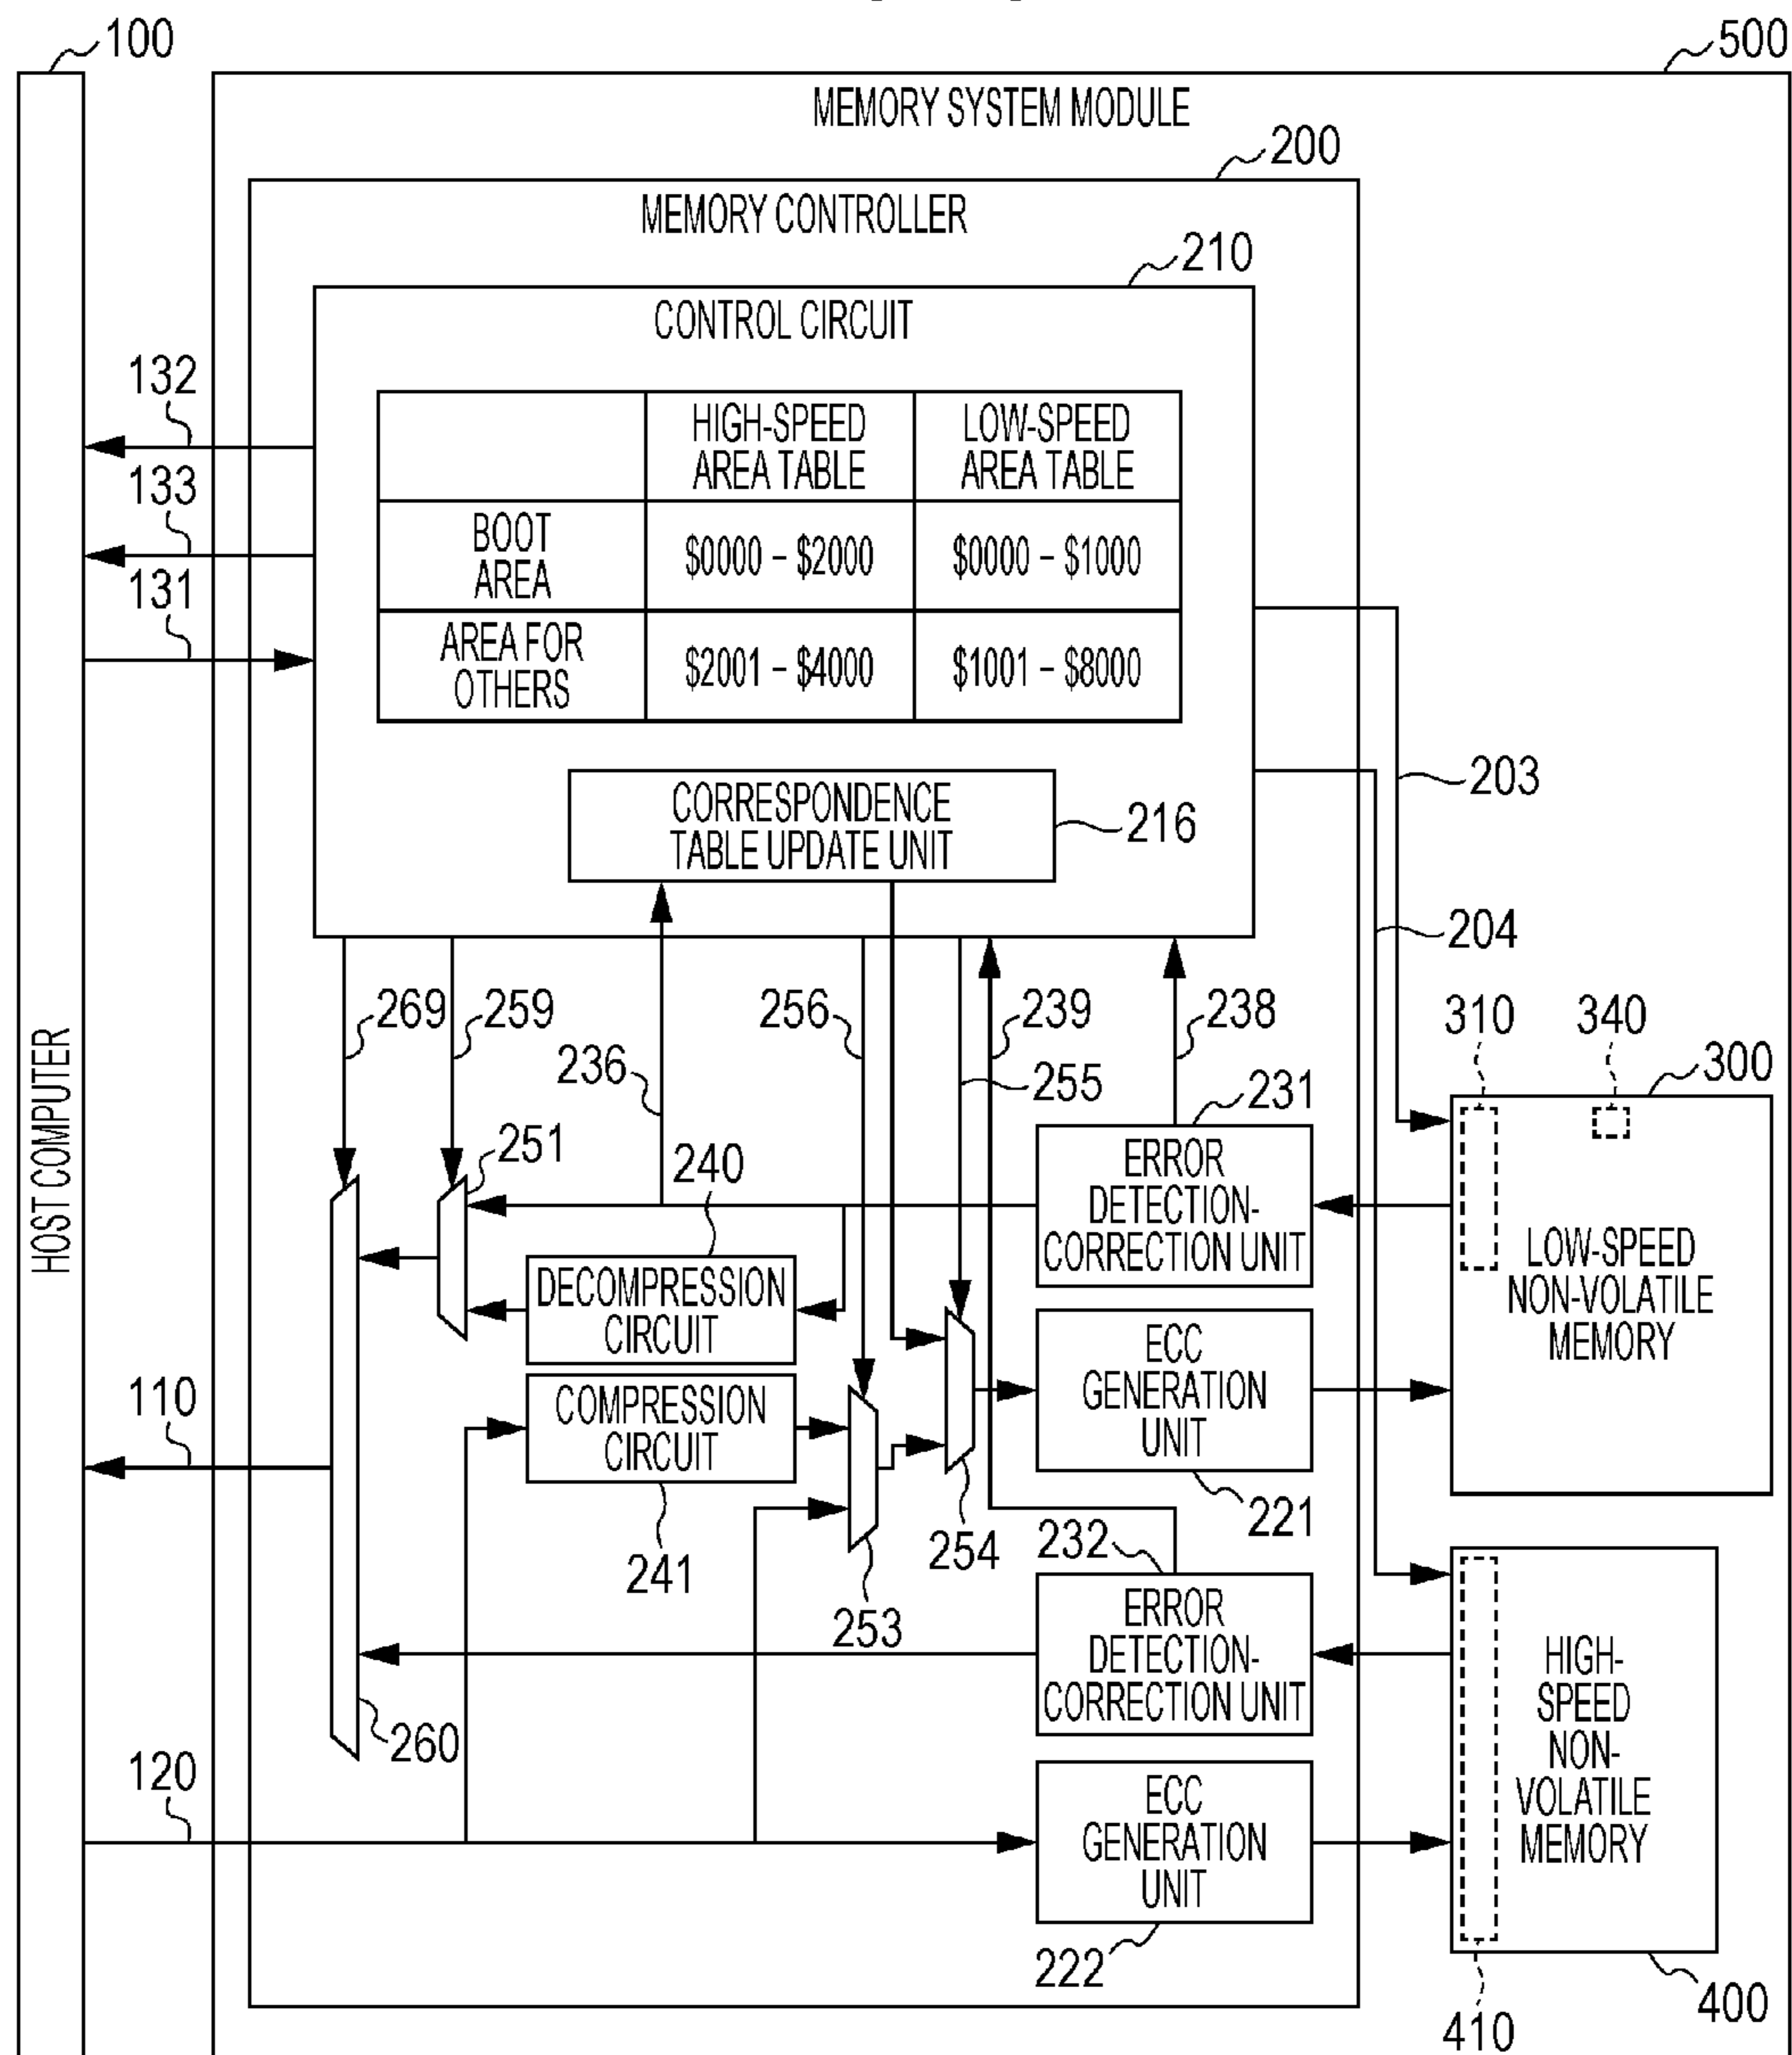 100
500
MEMORY SYSTEM MODULE
200
MEMORY CONTROLLER
210
CONTROL CIRCUIT
132
133
131
HIGH-SPEED
AREA TABLE
LOW-SPEED
AREA TABLE
BOOT
AREA
$0000 – $2000
$0000 – $1000
AREA FOR
OTHERS
$2001 – $4000
$1001 – $8000
203
CORRESPONDENCE
TABLE UPDATE UNIT
216
204
269
259
256
239
238
310
340
236
255
231
300
HOST COMPUTER
251
240
ERROR
DETECTION-
CORRECTION UNIT
LOW-SPEED
NON-VOLATILE
MEMORY
DECOMPRESSION
CIRCUIT
110
COMPRESSION
CIRCUIT
ECC
GENERATION
UNIT
241
253
254
221
232
ERROR
DETECTION-
CORRECTION UNIT
HIGH-
SPEED
NON-
VOLATILE
MEMORY
260
120
ECC
GENERATION
UNIT
222
410
400